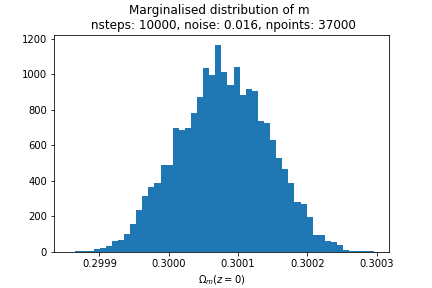 Marginalised distribution of m
nsteps: 10000, noise: 0.016, npoints: 37000
1200
1000
800
600
400
200
0
0.2999 0.3000 0.3001 0.3002 0.3003
Ωm(z = 0)